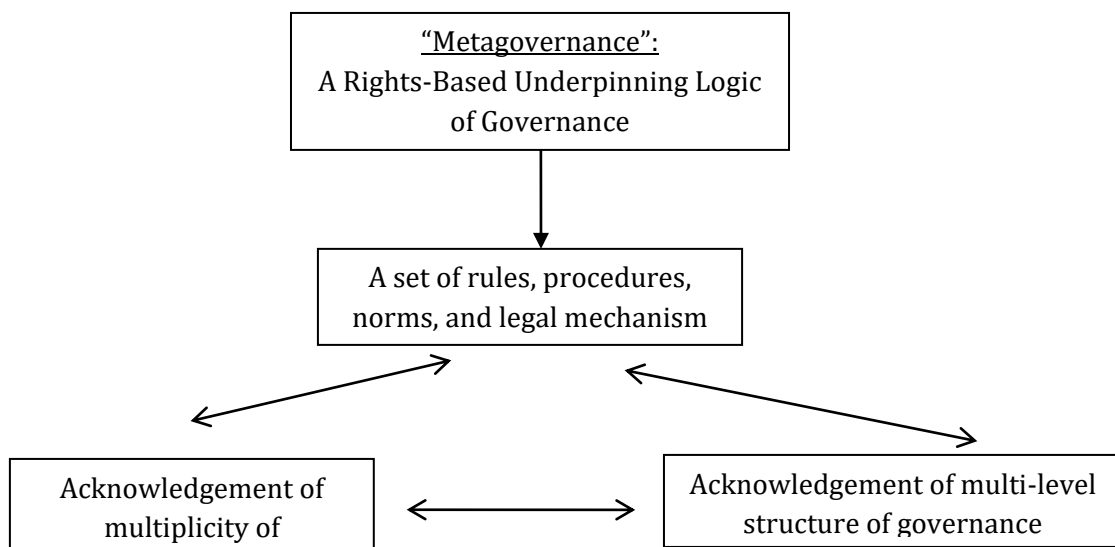 “Metagovernance”:
A Rights-Based Underpinning Logic
of Governance
A set of rules, procedures,
norms, and legal mechanism
Acknowledgement of
multiplicity of
Acknowledgement of multi-level
structure of governance